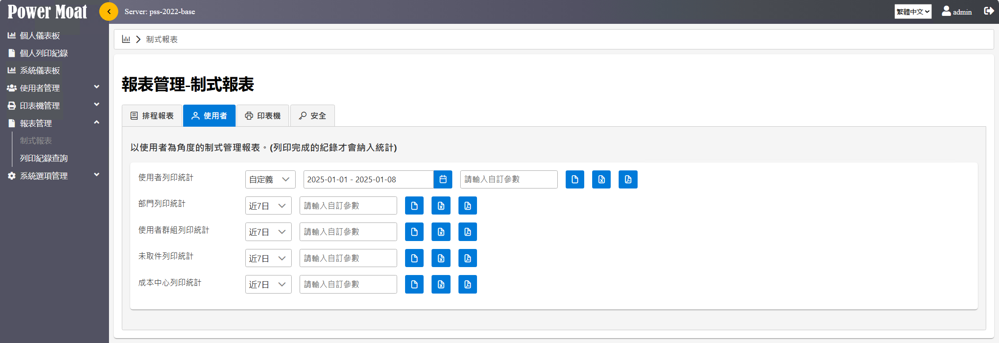 Power Moat
Server: pss-2022-base
繁體中文
admin
個人儀表板
個人列印紀錄
系統儀表板
使用者管理
印表機管理
報表管理
制式報表
列印紀錄查詢
系統選項管理
制式報表
報表管理-制式報表
排程報表 使用者 印表機 安全
以使用者為角度的制式管理報表。(列印完成的紀錄才會納入統計)
使用者列印統計 自定義 2025-01-01 - 2025-01-08 請輸入自訂參數
部門列印統計 近7日 請輸入自訂參數
使用者群組列印統計 近7日 請輸入自訂參數
未取件列印統計 近7日 請輸入自訂參數
成本中心列印統計 近7日 請輸入自訂參數